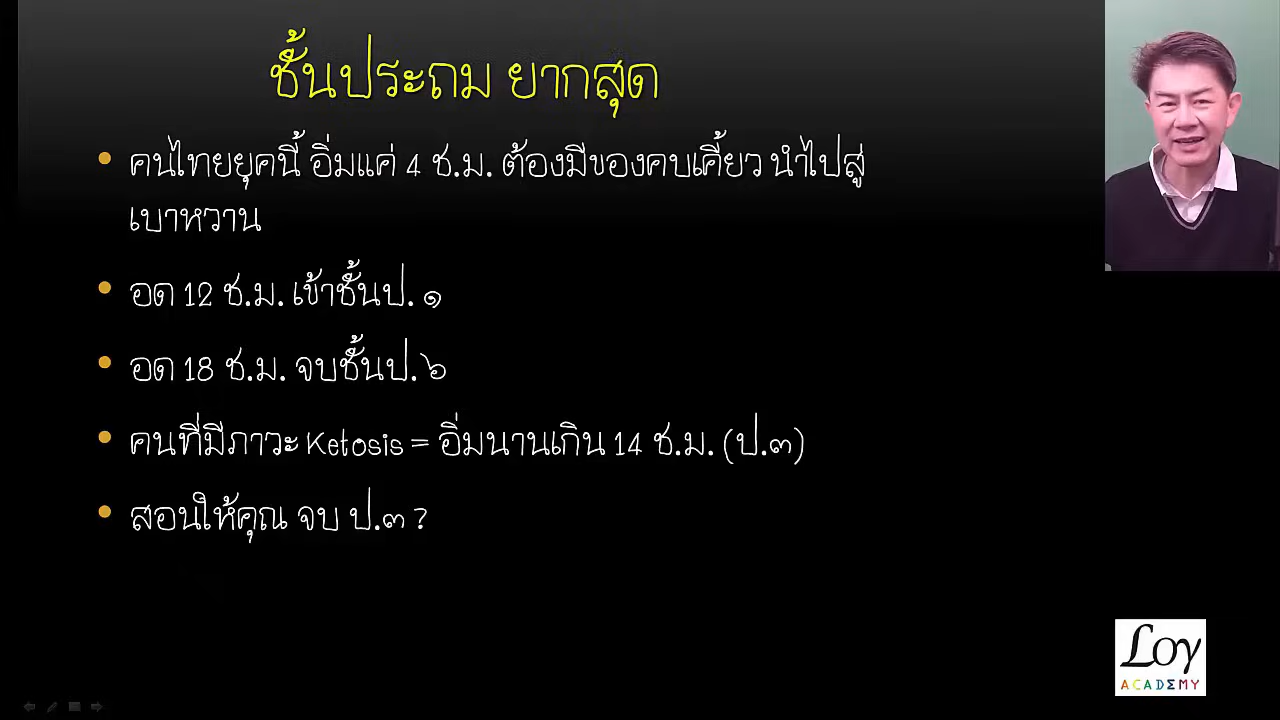 ชั้นประถม ยากสุด
• คนไทยยุคนี้ อิ่มแค่ 4 ช.ม. ต้องมีของคบเคี้ยว นำไปสู่
เบาหวาน
• อด 12 ช.ม. เข้าชั้นป. ๑
• อด 18 ช.ม. จบชั้นป.๖
• คนที่มีภาวะ Ketosis = อิ่มนานเกิน 14 ช.ม. (ป.๓)
• สอนให้คุณ จบ ป.๓ ?
Loy
ACADEMY